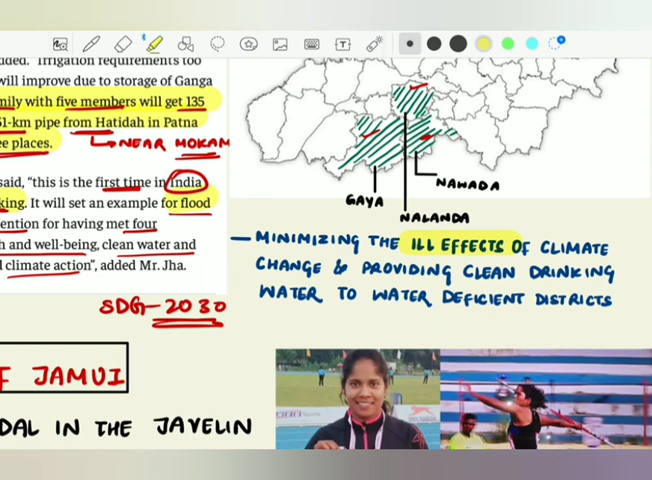 dded. Irrigation requirements too
will improve due to storage of Ganga
mily with five members will get 135
51-km pipe from Hatidah in Patna
ee places.
NEAR MOKAM
said, "this is the first time in India
king. It will set an example for flood
ention for having met four
h and well-being, clean water and
climate action", added Mr. Jha.
SDG-2030
NAWADA
GAYA
NALANDA
— MINIMIZING THE ILL EFFECTS OF CLIMATE
CHANGE & PROVIDING CLEAN DRINKING
WATER TO WATER DEFICIENT DISTRICTS
F JAMUI
DAL IN THE JAVELIN